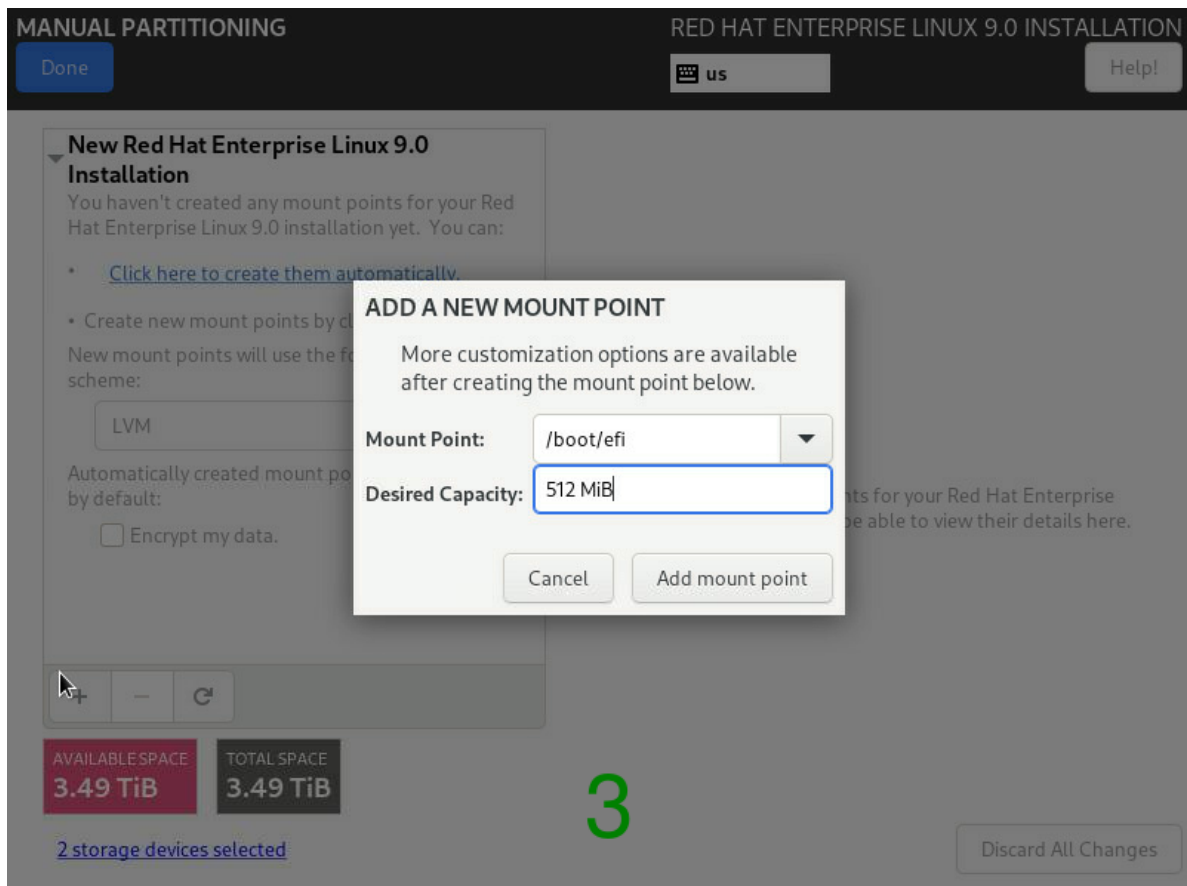 MANUAL PARTITIONING
RED HAT ENTERPRISE LINUX 9.0 INSTALLATION
Done
us
Help!
New Red Hat Enterprise Linux 9.0
Installation
You haven't created any mount points for your Red
Hat Enterprise Linux 9.0 installation yet. You can:
• Click here to create them automatically.
• Create new mount points by cl
New mount points will use the fo
scheme:
LVM
Automatically created mount po
by default:
Encrypt my data.
ADD A NEW MOUNT POINT
More customization options are available
after creating the mount point below.
Mount Point:
/boot/efi
Desired Capacity:
512 MiB
Cancel
Add mount point
nts for your Red Hat Enterprise
be able to view their details here.
+
−
AVAILABLE SPACE
3.49 TiB
TOTAL SPACE
3.49 TiB
3
2 storage devices selected
Discard All Changes